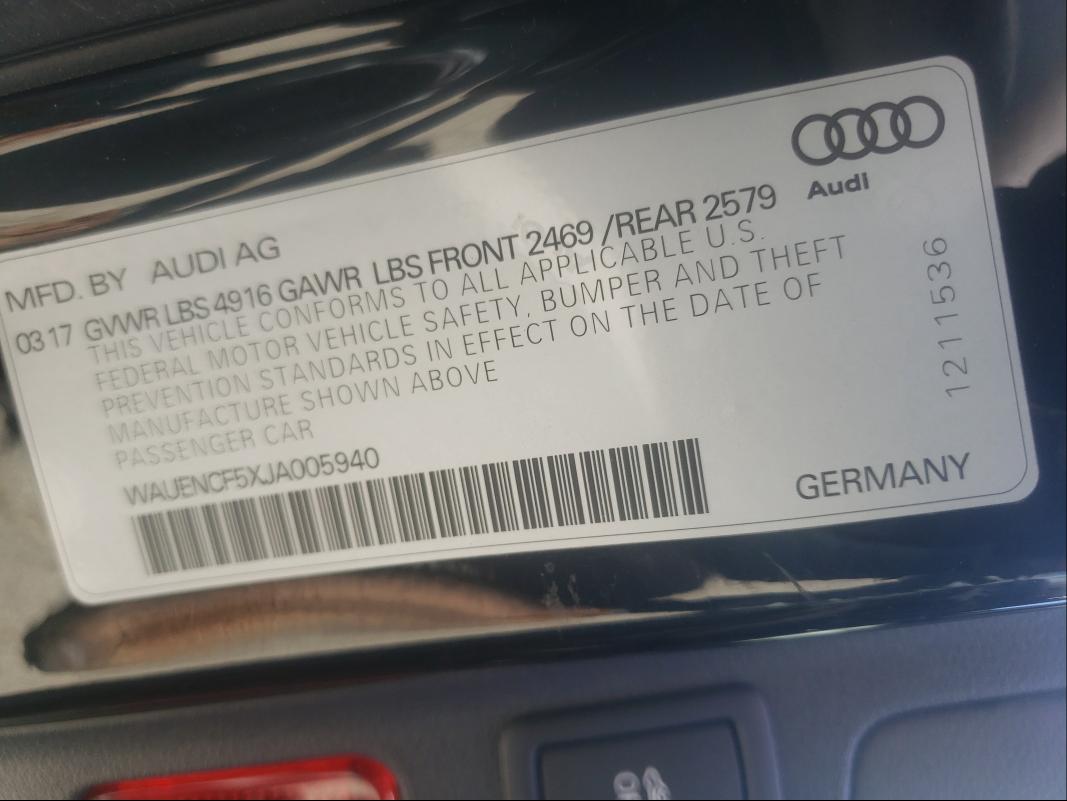 Audi
MFD. BY AUDI AG
0317 GVWR LBS 4916 GAWR LBS FRONT 2469 /REAR 2579
THIS VEHICLE CONFORMS TO ALL APPLICABLE U.S.
FEDERAL MOTOR VEHICLE SAFETY, BUMPER AND THEFT
PREVENTION STANDARDS IN EFFECT ON THE DATE OF
MANUFACTURE SHOWN ABOVE
PASSENGER CAR
WAUENCF5XJA005940
GERMANY
1211536